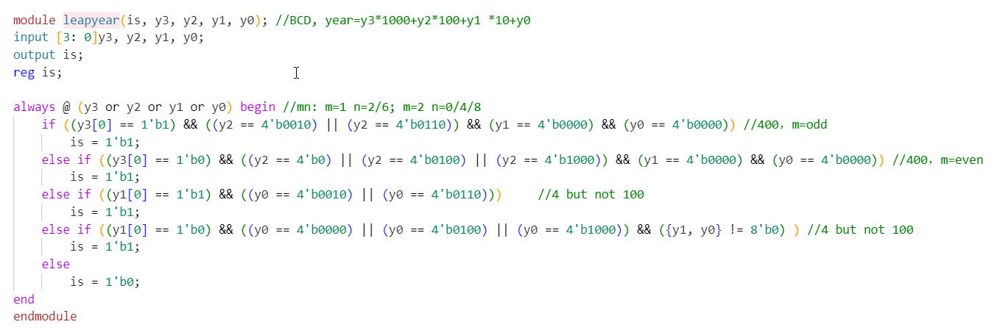 module leapyear(is, y3, y2, y1, y0); //BCD, year=y3*1000+y2*100+y1 *10+y0
input [3: 0]y3, y2, y1, y0;
output is;
reg is;
always @ (y3 or y2 or y1 or y0) begin //mn: m=1 n=2/6; m=2 n=0/4/8
if ((y3[0] == 1'b1) && ((y2 == 4'b0010) || (y2 == 4'b0110)) && (y1 == 4'b0000) && (y0 == 4'b0000)) //400，m=odd
is = 1'b1;
else if ((y3[0] == 1'b0) && ((y2 == 4'b0) || (y2 == 4'b0100) || (y2 == 4'b1000)) && (y1 == 4'b0000) && (y0 == 4'b0000)) //400，m=even
is = 1'b1;
else if ((y1[0] == 1'b1) && ((y0 == 4'b0010) || (y0 == 4'b0110))) //4 but not 100
is = 1'b1;
else if ((y1[0] == 1'b0) && ((y0 == 4'b0000) || (y0 == 4'b0100) || (y0 == 4'b1000)) && ({y1, y0} != 8'b0) ) //4 but not 100
is = 1'b1;
else
is = 1'b0;
end
endmodule